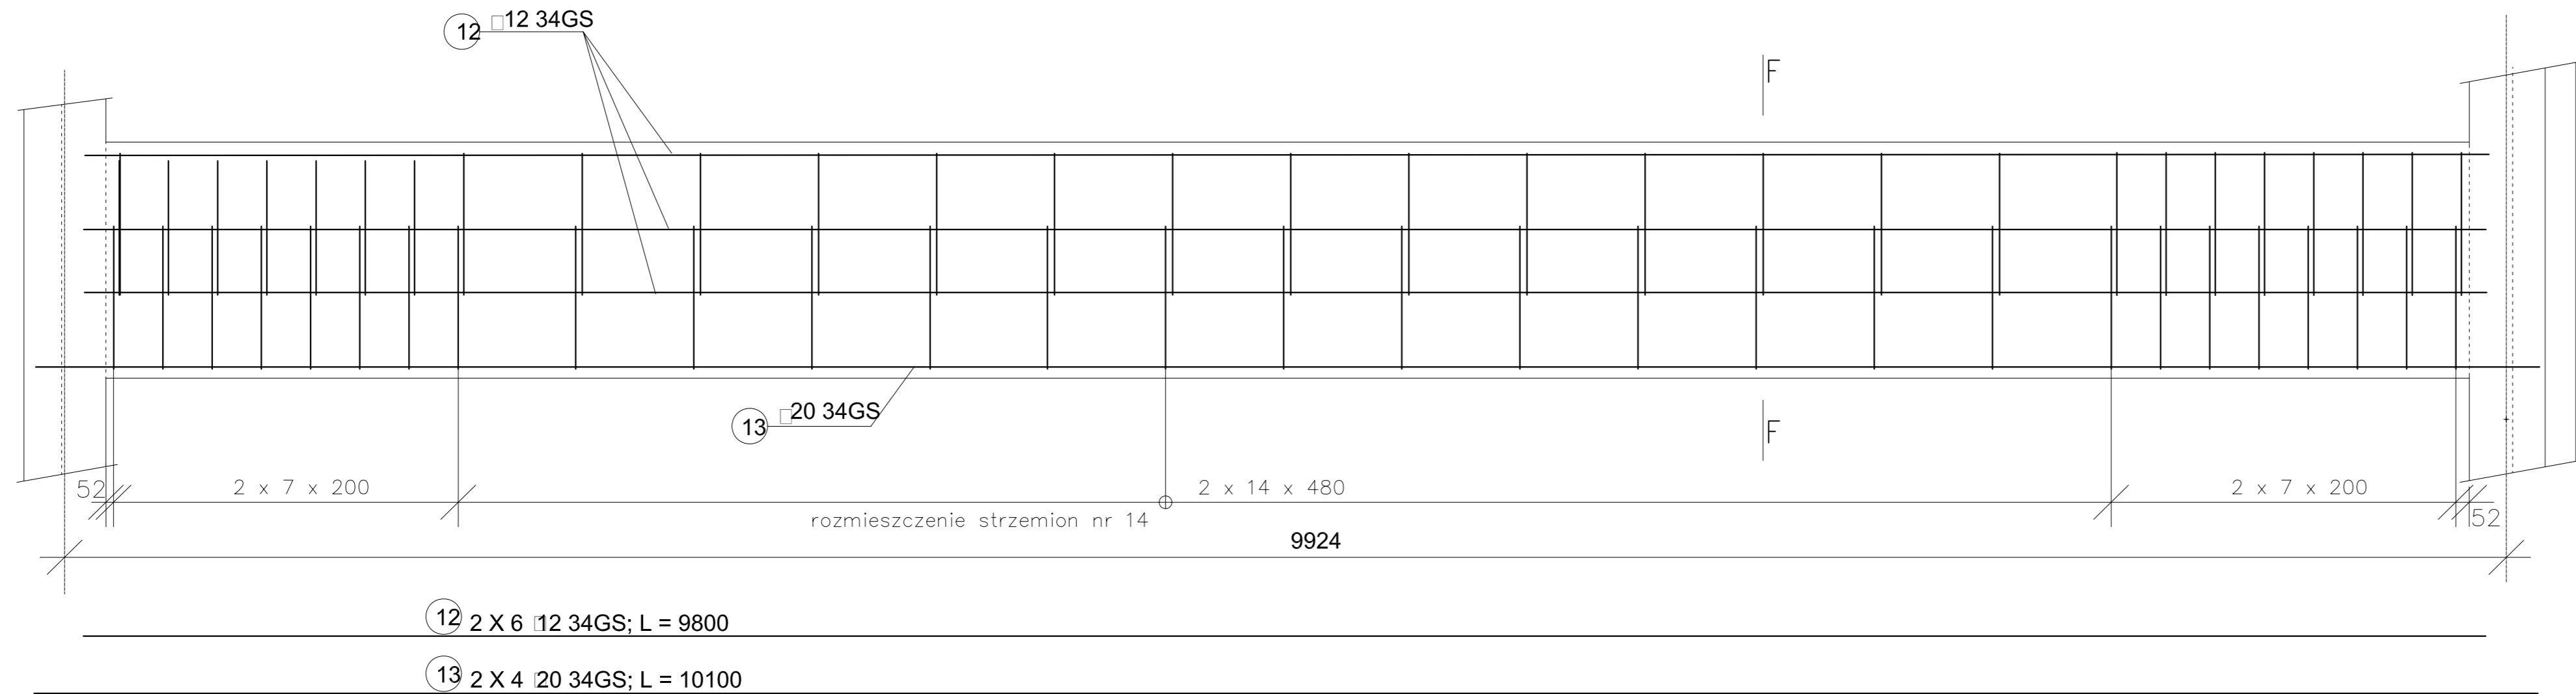 12 □12 34GS
F
13 □20 34GS
F
52 2 x 7 x 200 2 x 14 x 480 2 x 7 x 200 52
rozmieszczenie strzemion nr 14
9924
12 2 X 6 □12 34GS; L = 9800
13 2 X 4 □20 34GS; L = 10100